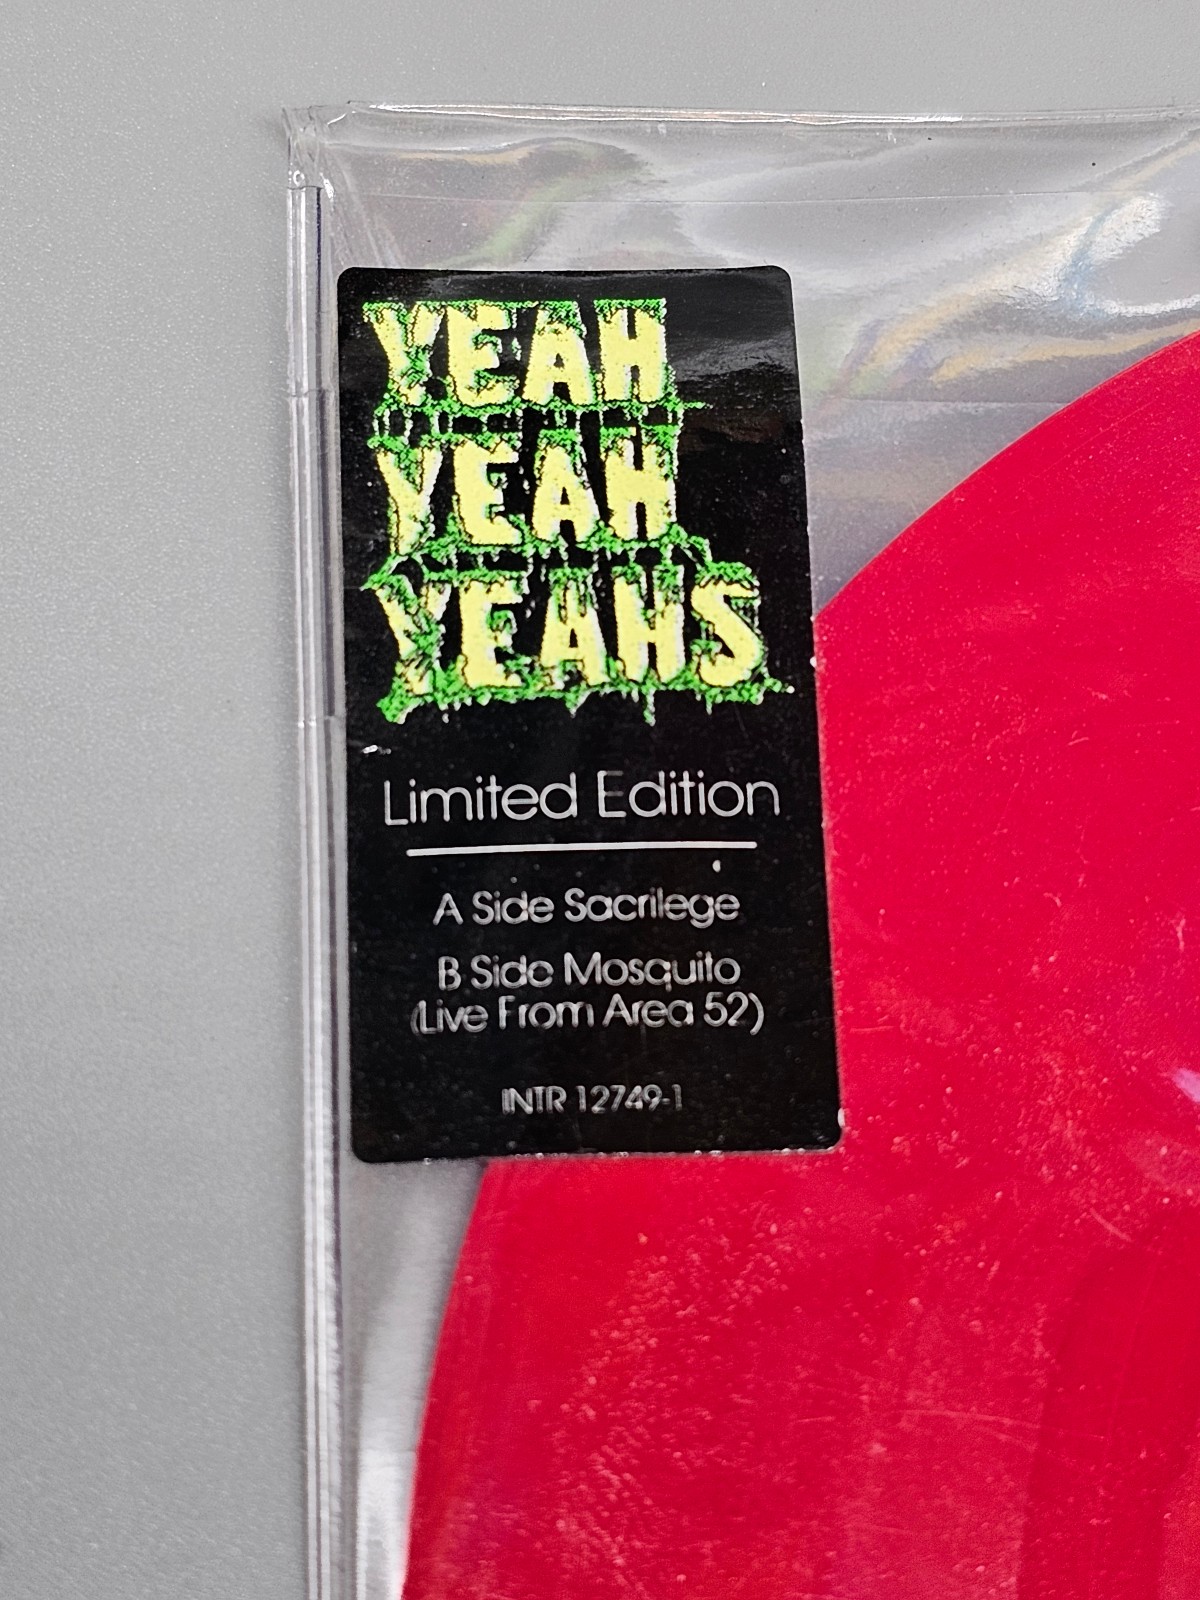 YEAH
YEAH
YEAHS
Limited Edition
A Side Sacrilege
B Side Mosquito
(Live From Area 52)
INTR 12749-1